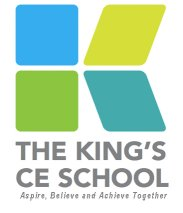 THE KING'S
CE SCHOOL
Aspire, Believe and Achieve Together